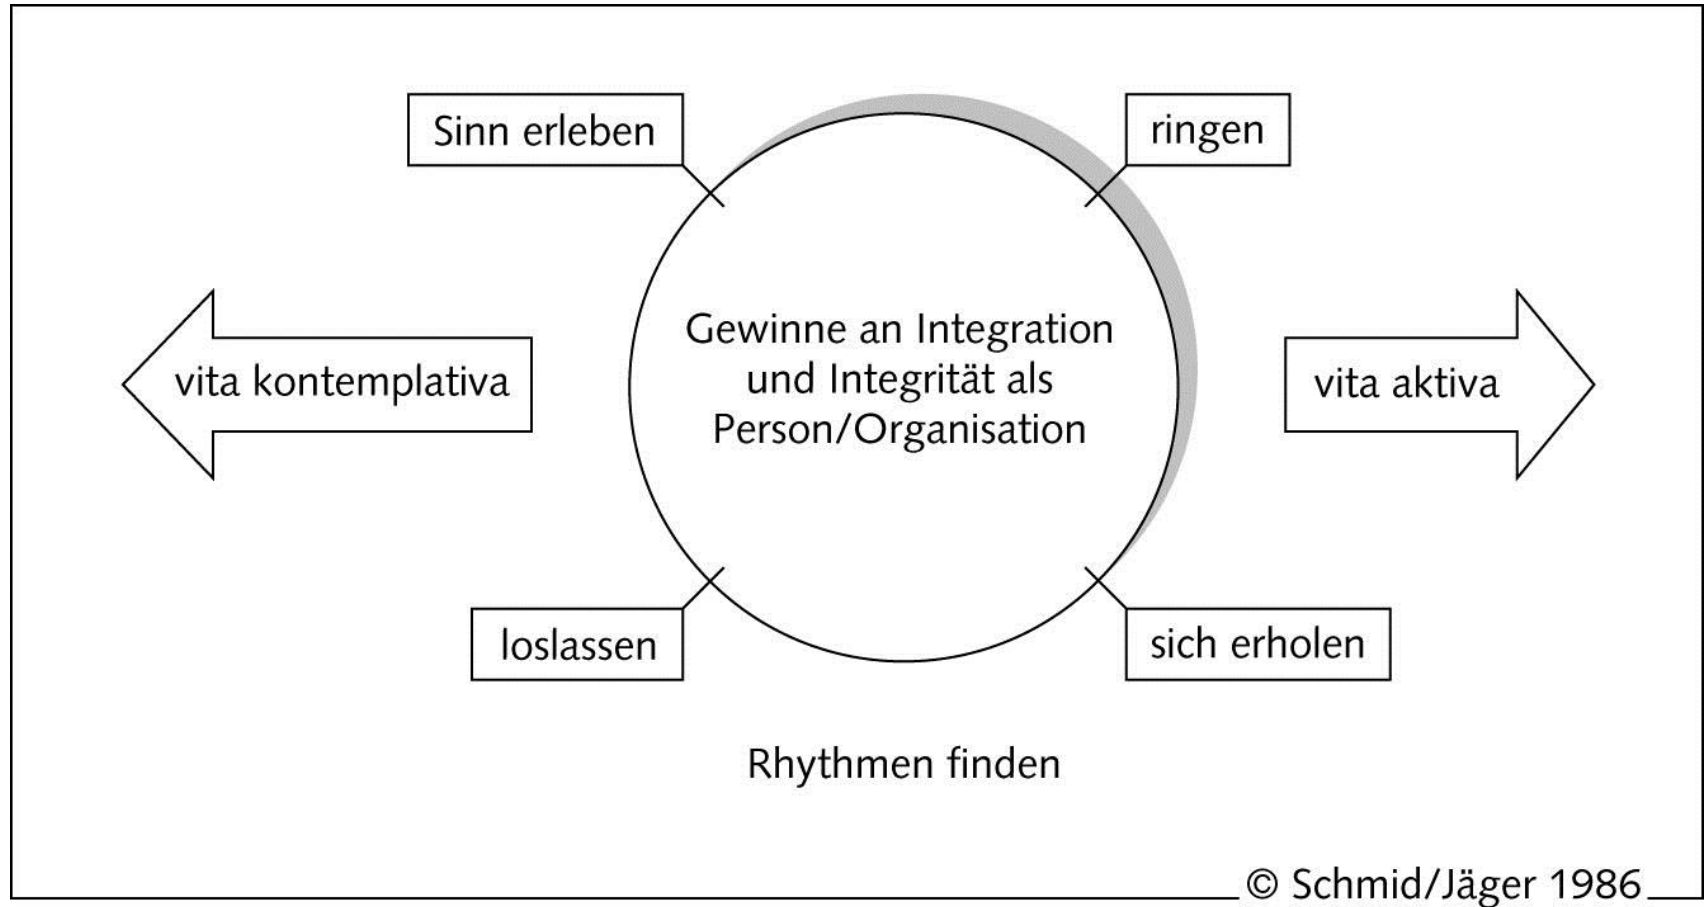 Sinn erleben
ringen
Gewinne an Integration
und Integrität als
Person/Organisation
vita kontemplativa
vita aktiva
loslassen
sich erholen
Rhythmen finden
© Schmid/Jäger 1986